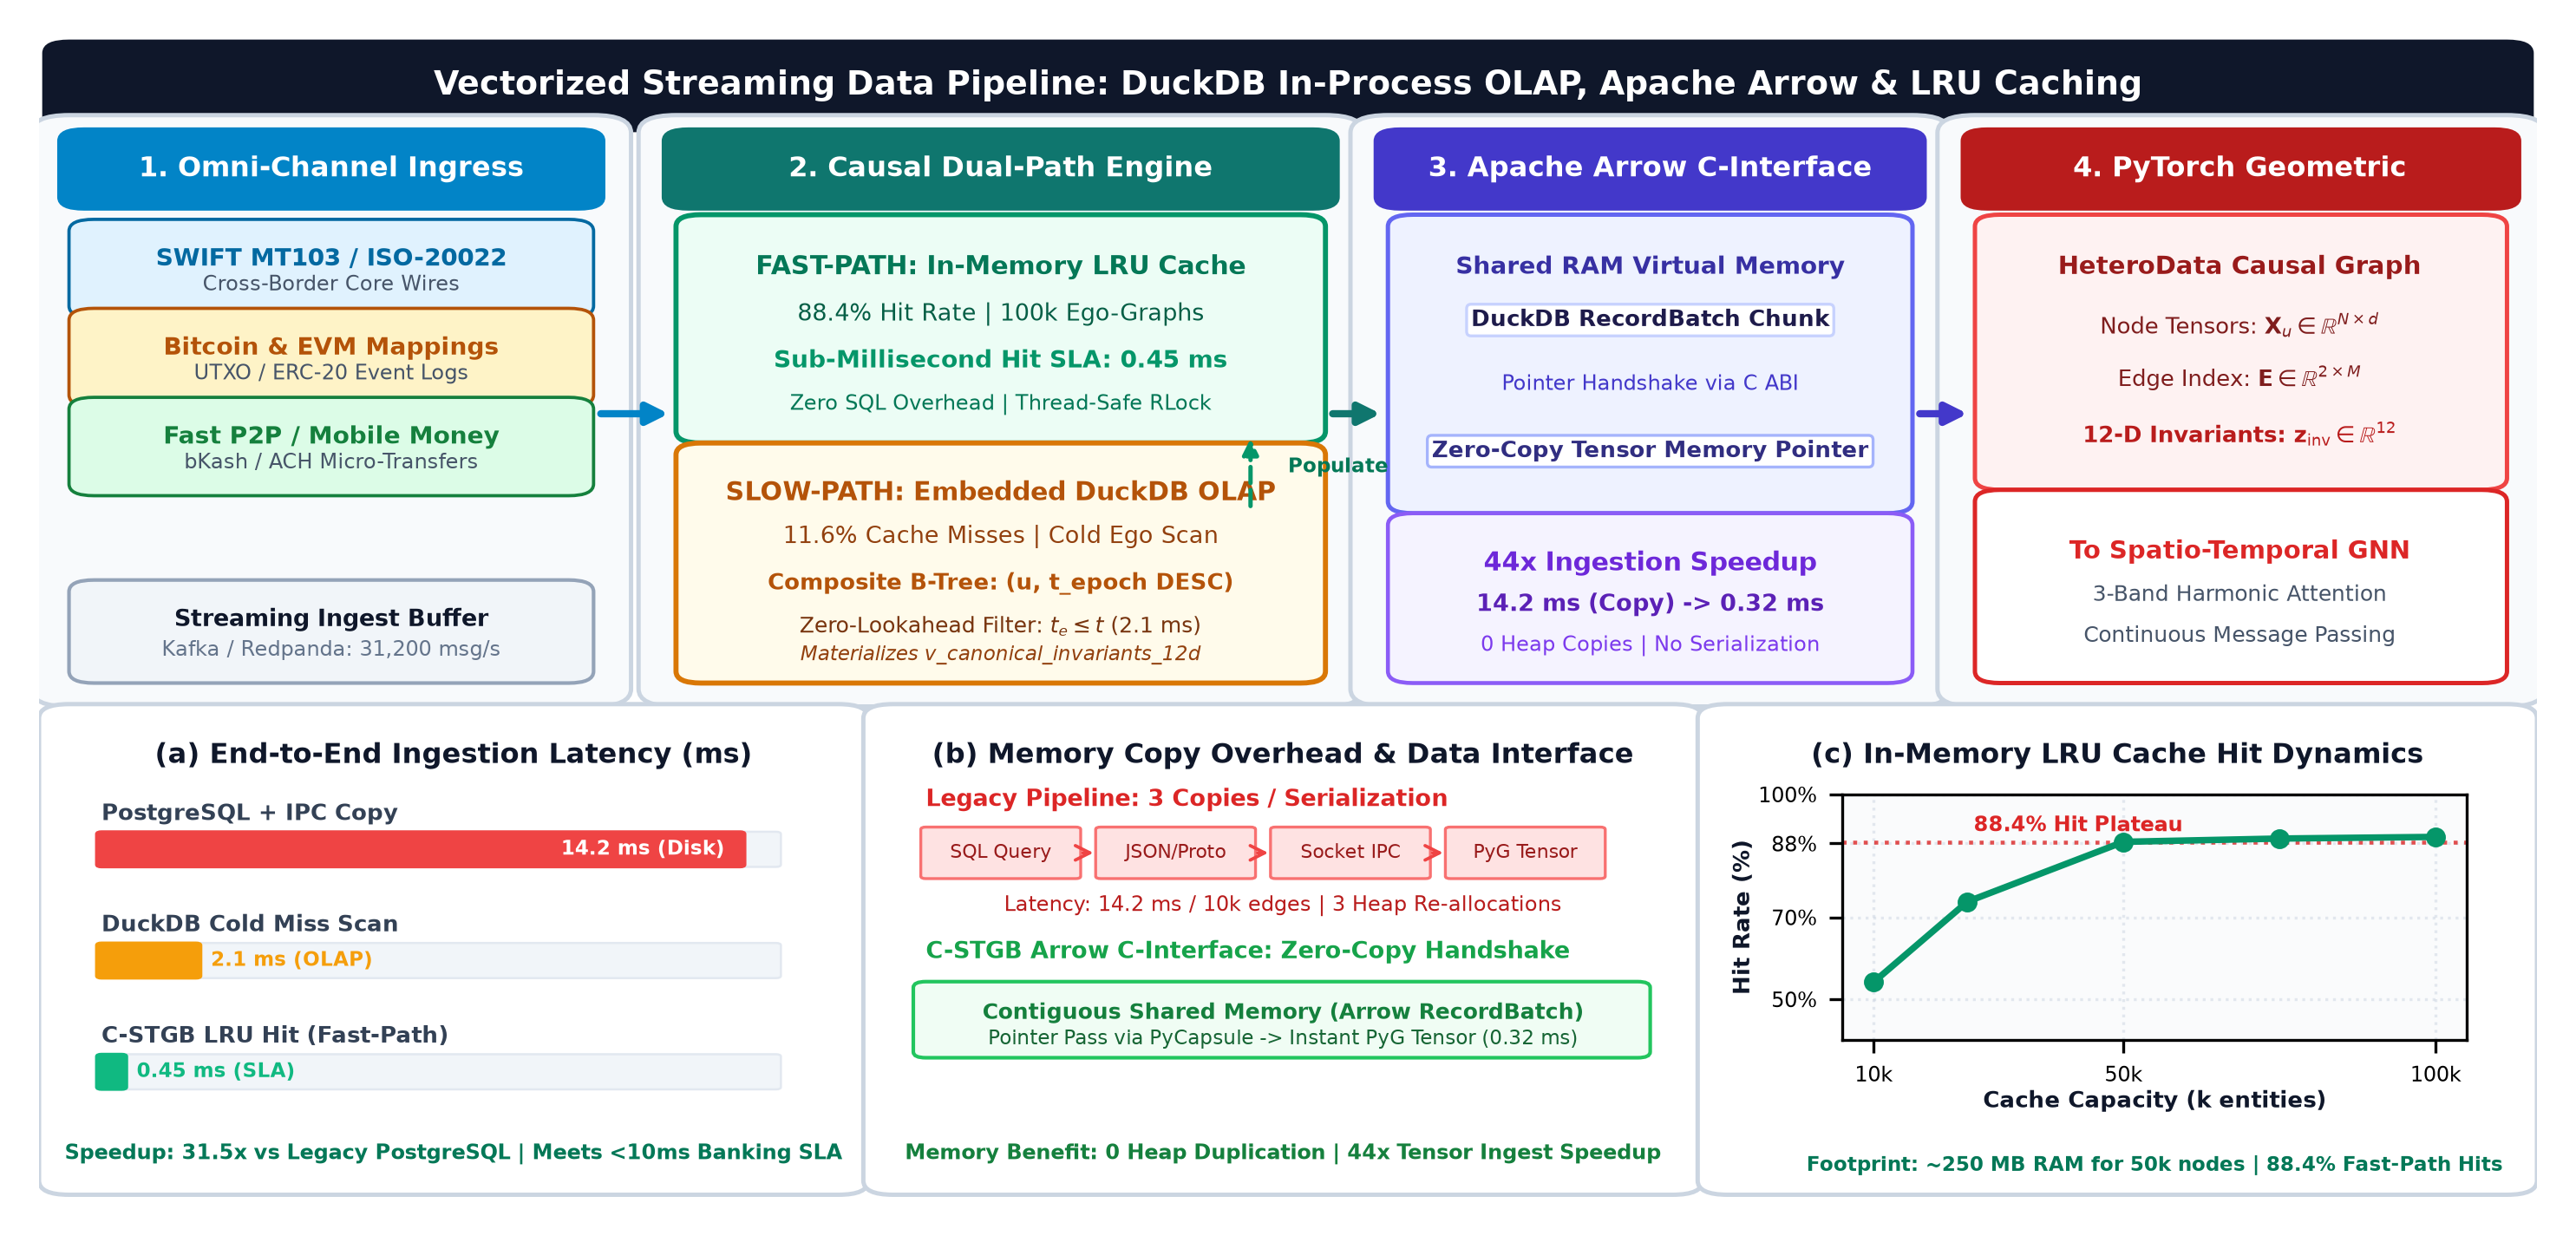 Vectorized Streaming Data Pipeline: DuckDB In-Process OLAP, Apache Arrow & LRU Caching
1. Omni-Channel Ingress
SWIFT MT103 / ISO-20022
Cross-Border Core Wires
Bitcoin & EVM Mappings
UTXO / ERC-20 Event Logs
Fast P2P / Mobile Money
bKash / ACH Micro-Transfers
Streaming Ingest Buffer
Kafka / Redpanda: 31,200 msg/s
2. Causal Dual-Path Engine
FAST-PATH: In-Memory LRU Cache
88.4% Hit Rate | 100k Ego-Graphs
Sub-Millisecond Hit SLA: 0.45 ms
Zero SQL Overhead | Thread-Safe RLock
Populate
SLOW-PATH: Embedded DuckDB OLAP
11.6% Cache Misses | Cold Ego Scan
Composite B-Tree: (u, t_epoch DESC)
Zero-Lookahead Filter: tₑ ≤ t (2.1 ms)
Materializes v_canonical_invariants_12d
3. Apache Arrow C-Interface
Shared RAM Virtual Memory
DuckDB RecordBatch Chunk
Pointer Handshake via C ABI
Zero-Copy Tensor Memory Pointer
44x Ingestion Speedup
14.2 ms (Copy) -> 0.32 ms
0 Heap Copies | No Serialization
4. PyTorch Geometric
HeteroData Causal Graph
Node Tensors: X_u ∈ ℝ^{N×d}
Edge Index: E ∈ ℝ^{2×M}
12-D Invariants: z_inv ∈ ℝ^{12}
To Spatio-Temporal GNN
3-Band Harmonic Attention
Continuous Message Passing
(a) End-to-End Ingestion Latency (ms)
PostgreSQL + IPC Copy
14.2 ms (Disk)
DuckDB Cold Miss Scan
2.1 ms (OLAP)
C-STGB LRU Hit (Fast-Path)
0.45 ms (SLA)
Speedup: 31.5x vs Legacy PostgreSQL | Meets <10ms Banking SLA
(b) Memory Copy Overhead & Data Interface
Legacy Pipeline: 3 Copies / Serialization
SQL Query JSON/Proto Socket IPC PyG Tensor
Latency: 14.2 ms / 10k edges | 3 Heap Re-allocations
C-STGB Arrow C-Interface: Zero-Copy Handshake
Contiguous Shared Memory (Arrow RecordBatch)
Pointer Pass via PyCapsule -> Instant PyG Tensor (0.32 ms)
Memory Benefit: 0 Heap Duplication | 44x Tensor Ingest Speedup
(c) In-Memory LRU Cache Hit Dynamics
Hit Rate (%)
100%
88%
70%
50%
88.4% Hit Plateau
10k 50k 100k
Cache Capacity (k entities)
Footprint: ~250 MB RAM for 50k nodes | 88.4% Fast-Path Hits